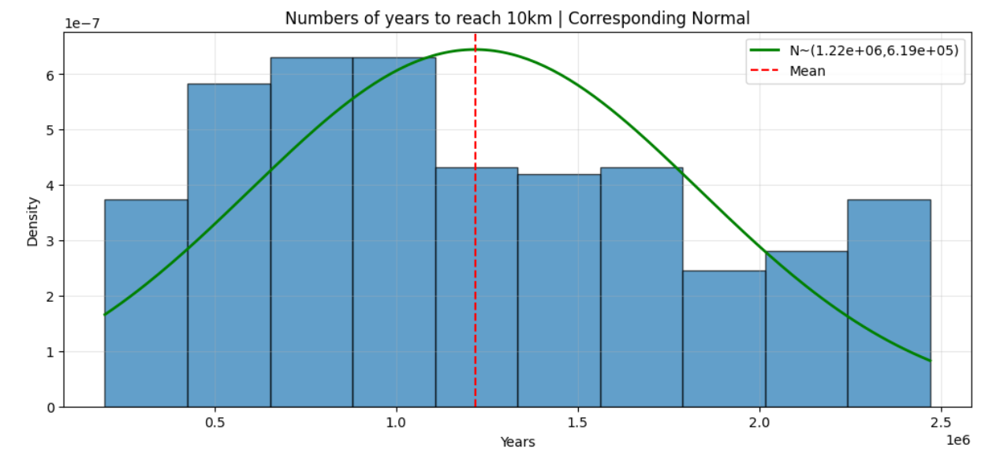 Numbers of years to reach 10km | Corresponding Normal
1e−7
N~(1.22e+06,6.19e+05)
Mean
6
5
4
3
2
1
0
Density
0.5
1.0
1.5
2.0
2.5
1e6
Years